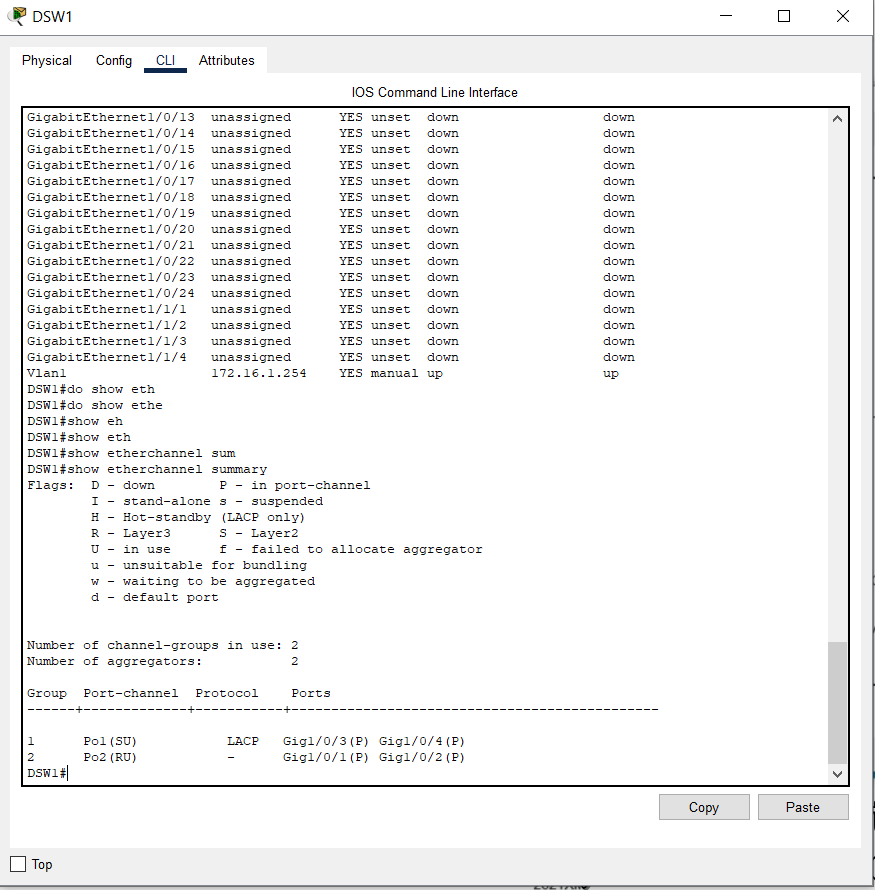 DSW1
Physical Config CLI Attributes
IOS Command Line Interface
GigabitEthernet1/0/13 unassigned YES unset down down
GigabitEthernet1/0/14 unassigned YES unset down down
GigabitEthernet1/0/15 unassigned YES unset down down
GigabitEthernet1/0/16 unassigned YES unset down down
GigabitEthernet1/0/17 unassigned YES unset down down
GigabitEthernet1/0/18 unassigned YES unset down down
GigabitEthernet1/0/19 unassigned YES unset down down
GigabitEthernet1/0/20 unassigned YES unset down down
GigabitEthernet1/0/21 unassigned YES unset down down
GigabitEthernet1/0/22 unassigned YES unset down down
GigabitEthernet1/0/23 unassigned YES unset down down
GigabitEthernet1/0/24 unassigned YES unset down down
GigabitEthernet1/1/1 unassigned YES unset down down
GigabitEthernet1/1/2 unassigned YES unset down down
GigabitEthernet1/1/3 unassigned YES unset down down
GigabitEthernet1/1/4 unassigned YES unset down down
Vlan1 172.16.1.254 YES manual up up
DSW1#do show eth
DSW1#do show ethe
DSW1#show eh
DSW1#show eth
DSW1#show etherchannel sum
DSW1#show etherchannel summary
Flags: D - down P - in port-channel
I - stand-alone s - suspended
H - Hot-standby (LACP only)
R - Layer3 S - Layer2
U - in use f - failed to allocate aggregator
u - unsuitable for bundling
w - waiting to be aggregated
d - default port
Number of channel-groups in use: 2
Number of aggregators: 2
Group Port-channel Protocol Ports
------+-------------+-----------+----------------------------------------------
1 Po1(SU) LACP Gig1/0/3(P) Gig1/0/4(P)
2 Po2(RU) - Gig1/0/1(P) Gig1/0/2(P)
DSW1#
Copy Paste
Top